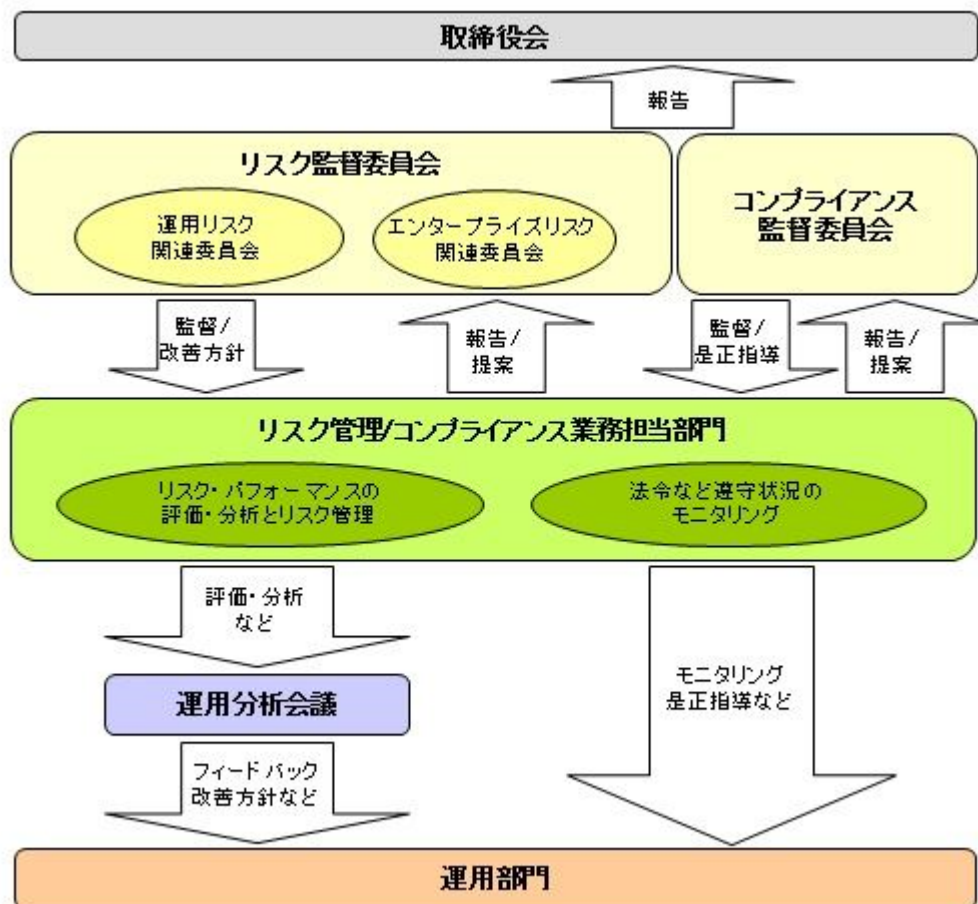 取締役会
報告
リスク監督委員会
運用リスク
関連委員会
エンタープライズリスク
関連委員会
コンプライアンス
監督委員会
監督/
改善方針
報告/
提案
監督/
是正指導
報告/
提案
リスク管理/コンプライアンス業務担当部門
リスク・パフォーマンスの
評価・分析とリスク管理
法令など遵守状況の
モニタリング
評価・分析
など
運用分析会議
モニタリング
是正指導など
フィードバック
改善方針など
運用部門